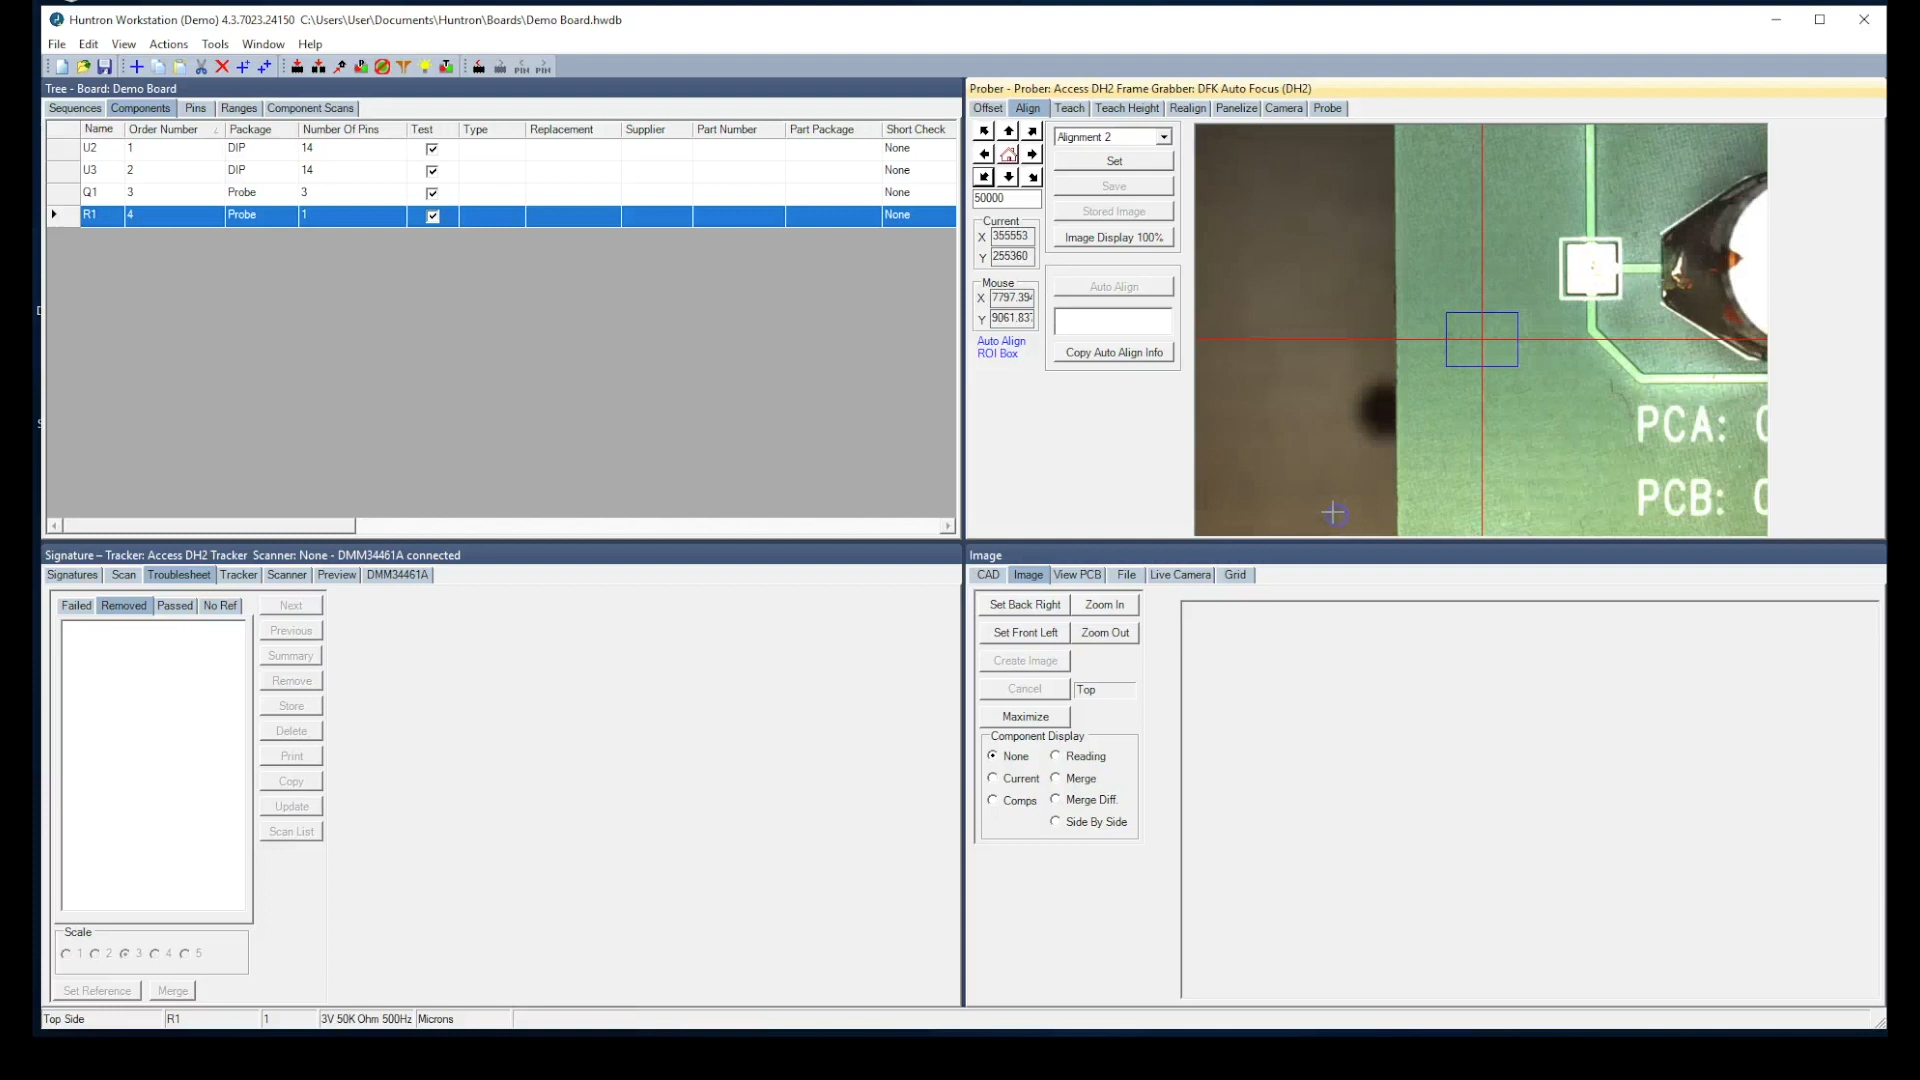 Huntron Workstation (Demo) 4.3.7023.24150 C:\Users\User\Documents\Huntron\Boards\Demo Board.hwdb
File Edit View Actions Tools Window Help
Tree - Board: Demo Board
Sequences Components Pins Ranges Component Scans
Name Order Number Package Number Of Pins Test Type Replacement Supplier Part Number Part Package Short Check
U2 1 DIP 14 None
U3 2 DIP 14 None
Q1 3 Probe 3 None
R1 4 Probe 1 None
Prober - Prober: Access DH2 Frame Grabber: DFK Auto Focus (DH2)
Offset Align Teach Teach Height Realign Panelize Camera Probe
50000
Current
X 355553
Y 255360
Mouse
X 7797.394
Y 9061.837
Auto Align
ROI Box
Alignment 2
Set
Save
Stored Image
Image Display 100%
Auto Align
Copy Auto Align Info
PCA:
PCB:
Signature – Tracker: Access DH2 Tracker Scanner: None - DMM34461A connected
Signatures Scan Troublesheet Tracker Scanner Preview DMM34461A
Failed Removed Passed No Ref
Next
Previous
Summary
Remove
Store
Delete
Print
Copy
Update
Scan List
Scale
1 2 3 4 5
Set Reference Merge
Image
CAD Image View PCB File Live Camera Grid
Set Back Right Zoom In
Set Front Left Zoom Out
Create Image
Cancel Top
Maximize
Component Display
None Reading
Current Merge
Comps Merge Diff.
Side By Side
Top Side R1 1 3V 50K Ohm 500Hz Microns